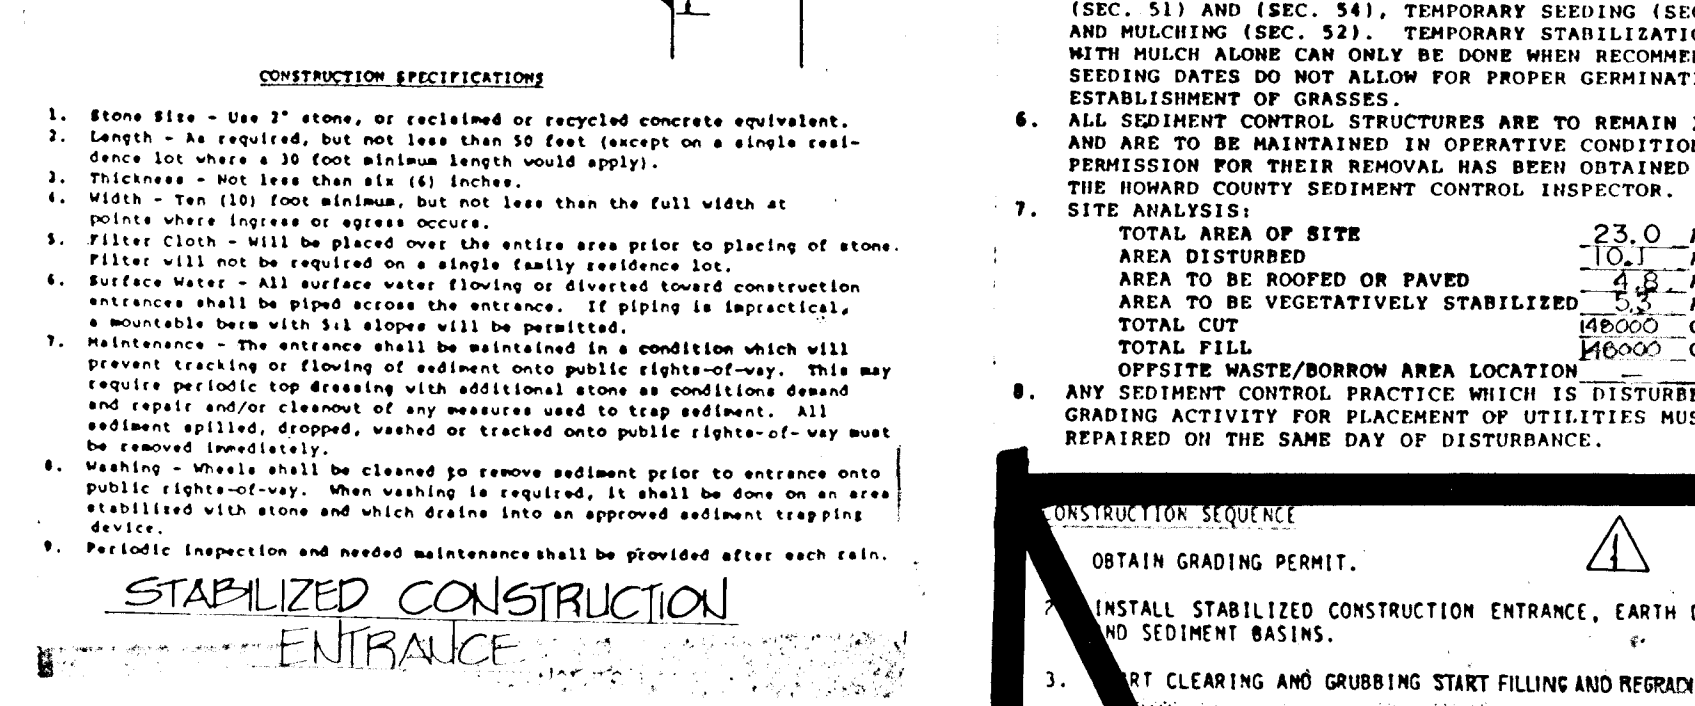 CONSTRUCTION SPECIFICATIONS
1. Stone Size - Use 2" stone, or reclaimed or recycled concrete equivalent.
2. Length - As required, but not less than 50 feet (except on a single resi-
dence lot where a 30 foot minimum length would apply).
3. Thickness - Not less than six (6) inches.
4. Width - Ten (10) foot minimum, but not less than the full width at
points where ingress or egress occurs.
5. Filter Cloth - Will be placed over the entire area prior to placing of stone.
Filter will not be required on a single family residence lot.
6. Surface Water - All surface water flowing or diverted toward construction
entrances shall be piped across the entrance. If piping is impractical,
a mountable berm with 5:1 slopes will be permitted.
7. Maintenance - The entrance shall be maintained in a condition which will
prevent tracking or flowing of sediment onto public rights-of-way. This may
require periodic top dressing with additional stone as conditions demand
and repair and/or cleanout of any measures used to trap sediment. All
sediment spilled, dropped, washed or tracked onto public rights-of-way must
be removed immediately.
8. Washing - Wheels shall be cleaned to remove sediment prior to entrance onto
public rights-of-way. When washing is required, it shall be done on an area
stabilized with stone and which drains into an approved sediment trapping
device.
9. Periodic inspection and needed maintenance shall be provided after each rain.
STABILIZED CONSTRUCTION
ENTRANCE
(SEC. 51) AND (SEC. 54), TEMPORARY SEEDING (SEC
AND MULCHING (SEC. 52). TEMPORARY STABILIZATIO
WITH MULCH ALONE CAN ONLY BE DONE WHEN RECOMME
SEEDING DATES DO NOT ALLOW FOR PROPER GERMINAT
ESTABLISHMENT OF GRASSES.
6. ALL SEDIMENT CONTROL STRUCTURES ARE TO REMAIN
AND ARE TO BE MAINTAINED IN OPERATIVE CONDITION
PERMISSION FOR THEIR REMOVAL HAS BEEN OBTAINED
THE HOWARD COUNTY SEDIMENT CONTROL INSPECTOR.
7. SITE ANALYSIS:
TOTAL AREA OF SITE 23.0
AREA DISTURBED 10.1
AREA TO BE ROOFED OR PAVED 4.8
AREA TO BE VEGETATIVELY STABILIZED 5.3
TOTAL CUT 148000
TOTAL FILL 148000
OFFSITE WASTE/BORROW AREA LOCATION —
8. ANY SEDIMENT CONTROL PRACTICE WHICH IS DISTURBE
GRADING ACTIVITY FOR PLACEMENT OF UTILITIES MUS
REPAIRED ON THE SAME DAY OF DISTURBANCE.
CONSTRUCTION SEQUENCE
1
OBTAIN GRADING PERMIT.
2 INSTALL STABILIZED CONSTRUCTION ENTRANCE, EARTH
ND SEDIMENT BASINS.
3. RT CLEARING AND GRUBBING START FILLING AND REGRADI